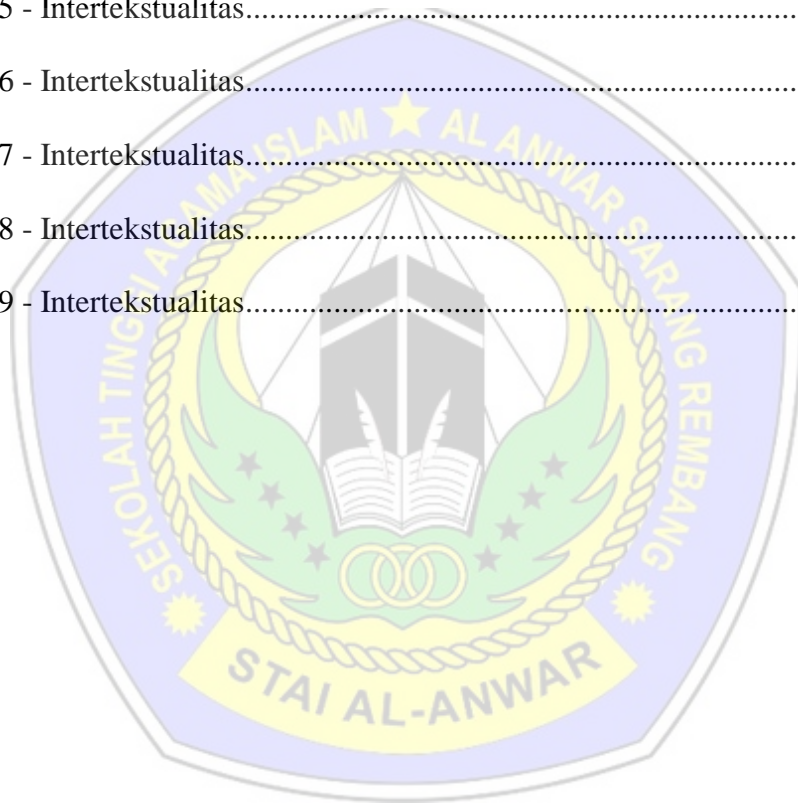 5 - Intertekstualitas........................................................................
6 - Intertekstualitas........................................................................
7 - Intertekstualitas........................................................................
8 - Intertekstualitas........................................................................
9 - Intertekstualitas........................................................................
SEKOLAH TINGGI AGAMA ISLAM AL ANWAR SARANG REMBANG
STAI AL-ANWAR